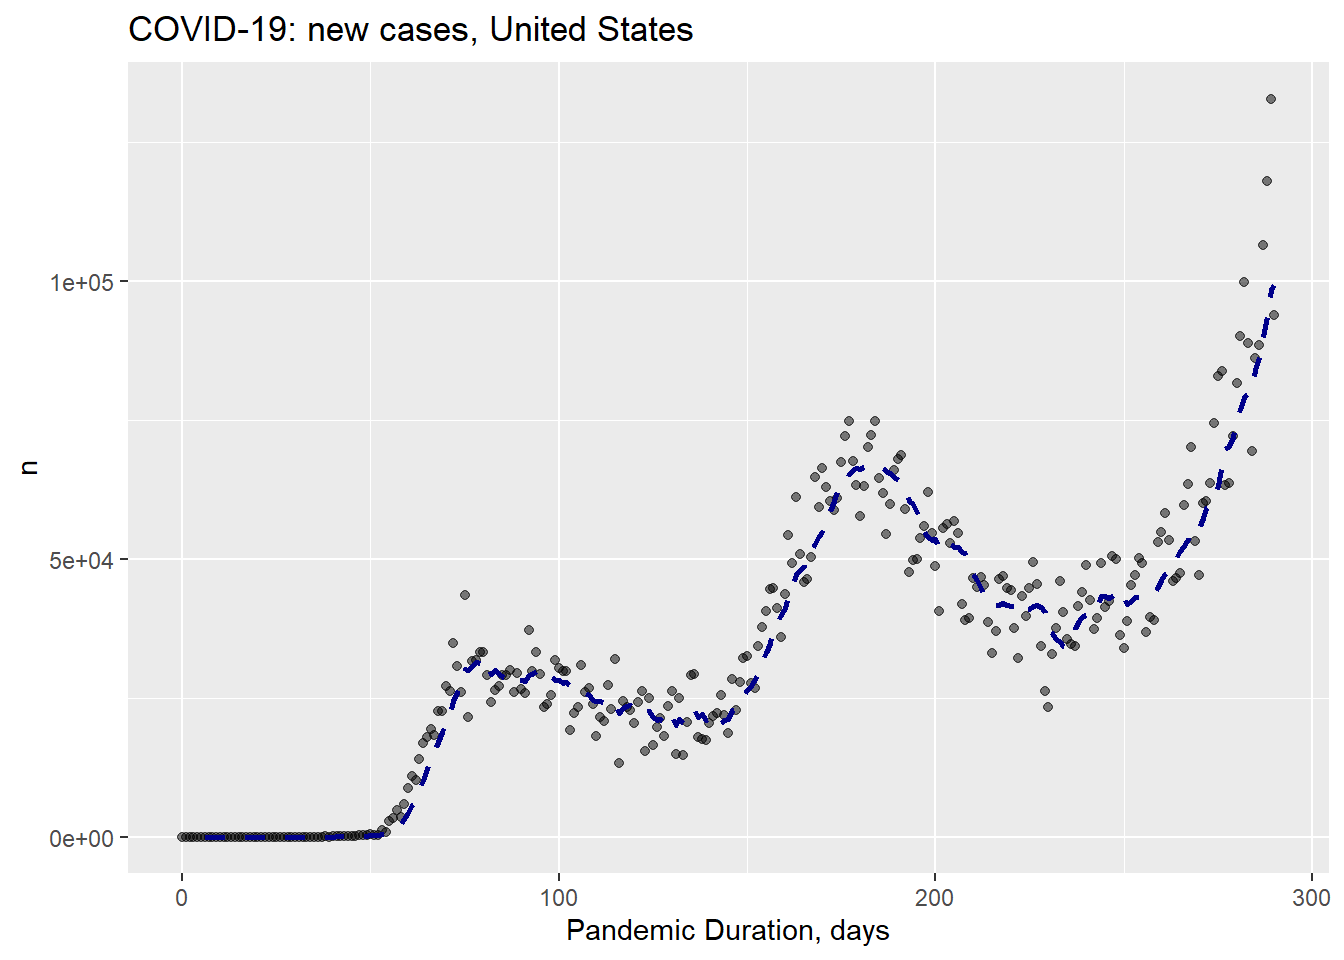 COVID-19: new cases, United States
n
1e+05
5e+04
0e+00
0 100 200 300
Pandemic Duration, days